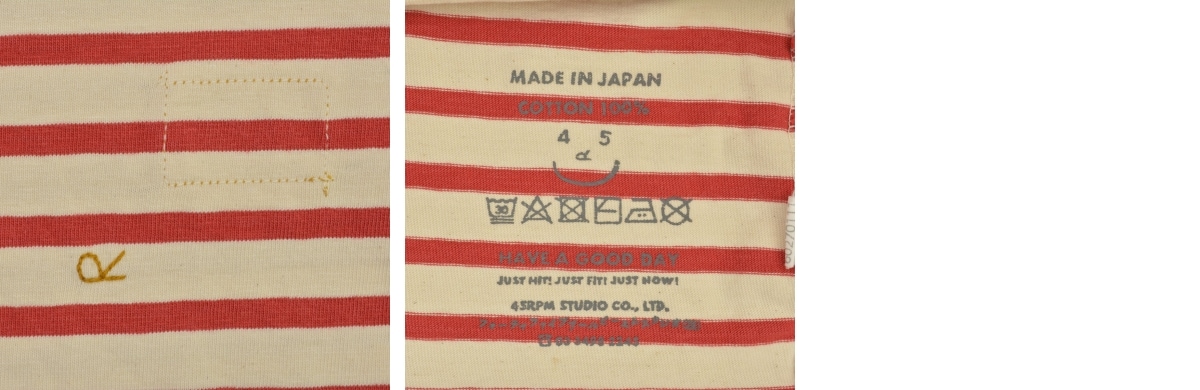 R
MADE IN JAPAN
COTTON 100%
4 5
R
30
HAVE A GOOD DAY
JUST HIT! JUST FIT! JUST NOW!
45RPM STUDIO CO., LTD.